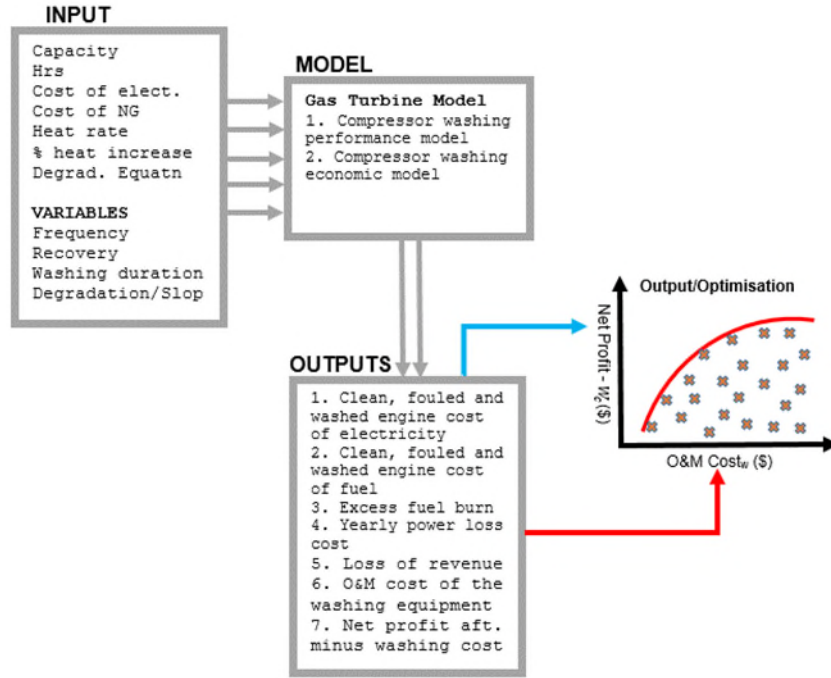 INPUT
Capacity
Hrs
Cost of elect.
Cost of NG
Heat rate
% heat increase
Degrad. Equatn
VARIABLES
Frequency
Recovery
Washing duration
Degradation/Slop
MODEL
Gas Turbine Model
1. Compressor washing
performance model
2. Compressor washing
economic model
OUTPUTS
1. Clean, fouled and
washed engine cost
of electricity
2. Clean, fouled and
washed engine cost
of fuel
3. Excess fuel burn
4. Yearly power loss
cost
5. Loss of revenue
6. O&M cost of the
washing equipment
7. Net profit aft.
minus washing cost
Output/Optimisation
Net Profit - Wc ($)
O&M Costw ($)